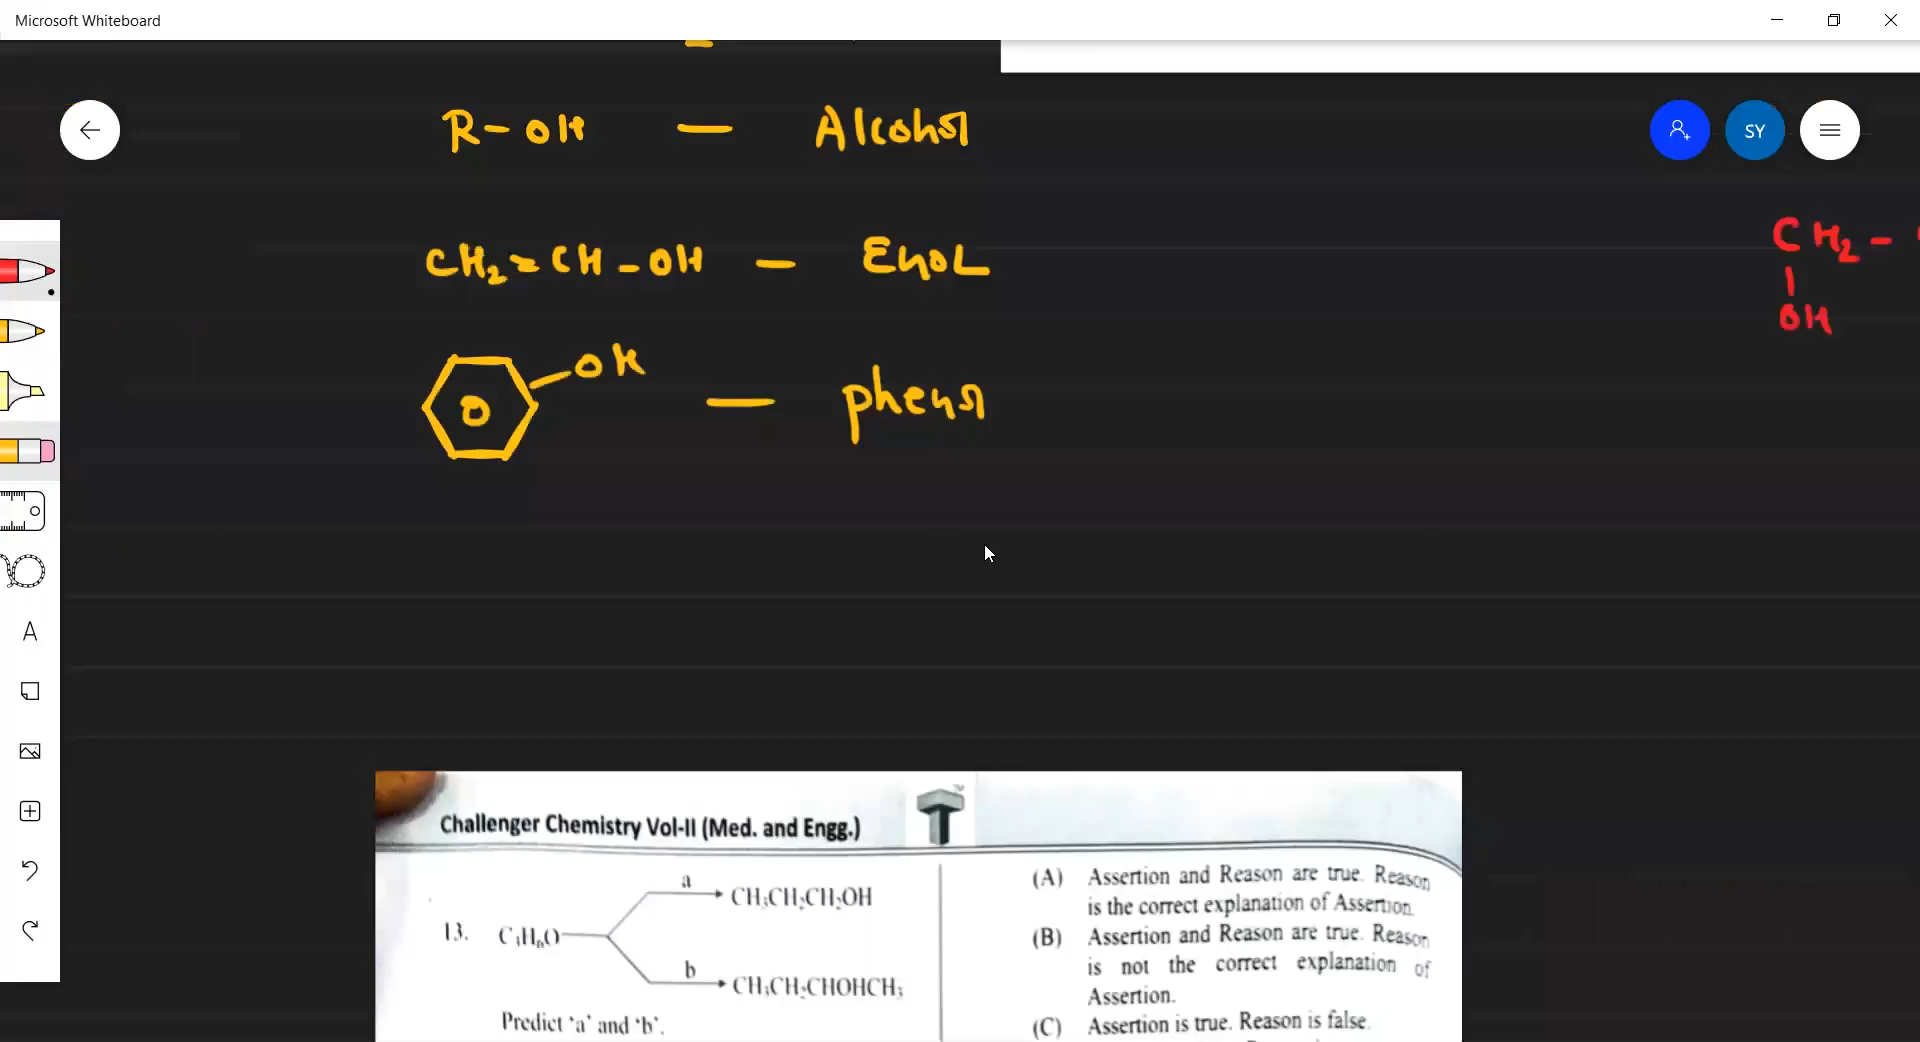 Microsoft Whiteboard
R-OH — Alcohol
SY
CH₂=CH-OH — EnoL
CH₂-
OH
OH — phenol
A
Challenger Chemistry Vol-II (Med. and Engg.)
a
CH₃CH₂CH₂OH
13. C₃H₆O
b
CH₃CH₂CHOHCH₃
Predict ‘a’ and ‘b’.
(A) Assertion and Reason are true. Reason
is the correct explanation of Assertion.
(B) Assertion and Reason are true. Reason
is not the correct explanation of
Assertion.
(C) Assertion is true. Reason is false.